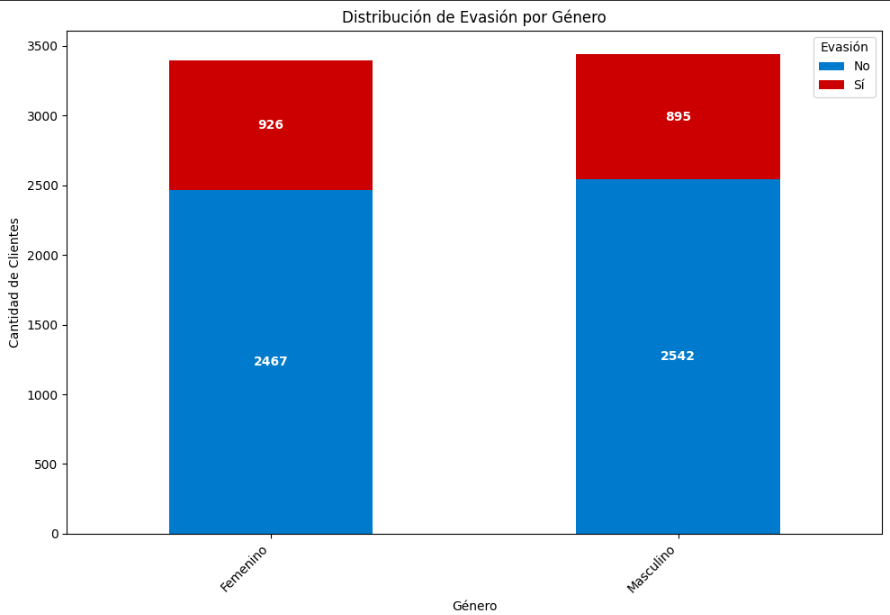 Distribución de Evasión por Género
Evasión
No
Sí
3500
3000
2500
2000
1500
1000
500
0
Cantidad de Clientes
926
895
2467
2542
Femenino
Masculino
Género